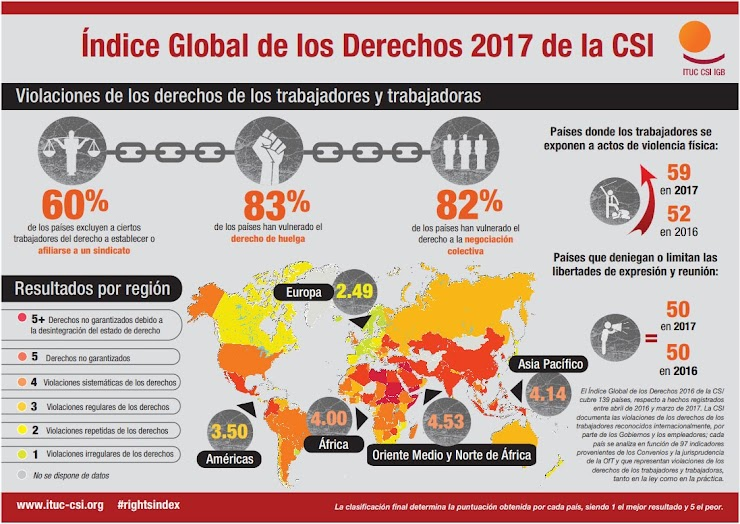 Índice Global de los Derechos 2017 de la CSI
ITUC CSI IGB
Violaciones de los derechos de los trabajadores y trabajadoras
60%
de los países excluyen a ciertos
trabajadores del derecho a establecer o
afiliarse a un sindicato
83%
de los países han vulnerado el
derecho de huelga
82%
de los países han vulnerado el
derecho a la negociación
colectiva
Países donde los trabajadores se
exponen a actos de violencia física:
59
en 2017
52
en 2016
Países que deniegan o limitan las
libertades de expresión y reunión:
50
en 2017
=
50
en 2016
Resultados por región
5+ Derechos no garantizados debido a
la desintegración del estado de derecho
5 Derechos no garantizados
4 Violaciones sistemáticas de los derechos
3 Violaciones regulares de los derechos
2 Violaciones repetidas de los derechos
1 Violaciones irregulares de los derechos
No se dispone de datos
Europa 2.49
Asia Pacífico
4.14
3.50
Américas
4.00
África
4.53
Oriente Medio y Norte de África
El Índice Global de los Derechos 2016 de la CSI
cubre 139 países, respecto a hechos registrados
entre abril de 2016 y marzo de 2017. La CSI
documenta las violaciones de los derechos de los
trabajadores reconocidos internacionalmente, por
parte de los Gobiernos y los empleadores; cada
país se analiza en función de 97 indicadores
provenientes de los Convenios y la jurisprudencia
de la OIT y que representan violaciones de los
derechos de los trabajadores y trabajadoras,
tanto en la ley como en la práctica.
www.ituc-csi.org #rightsindex
La clasificación final determina la puntuación obtenida por cada país, siendo 1 el mejor resultado y 5 el peor.